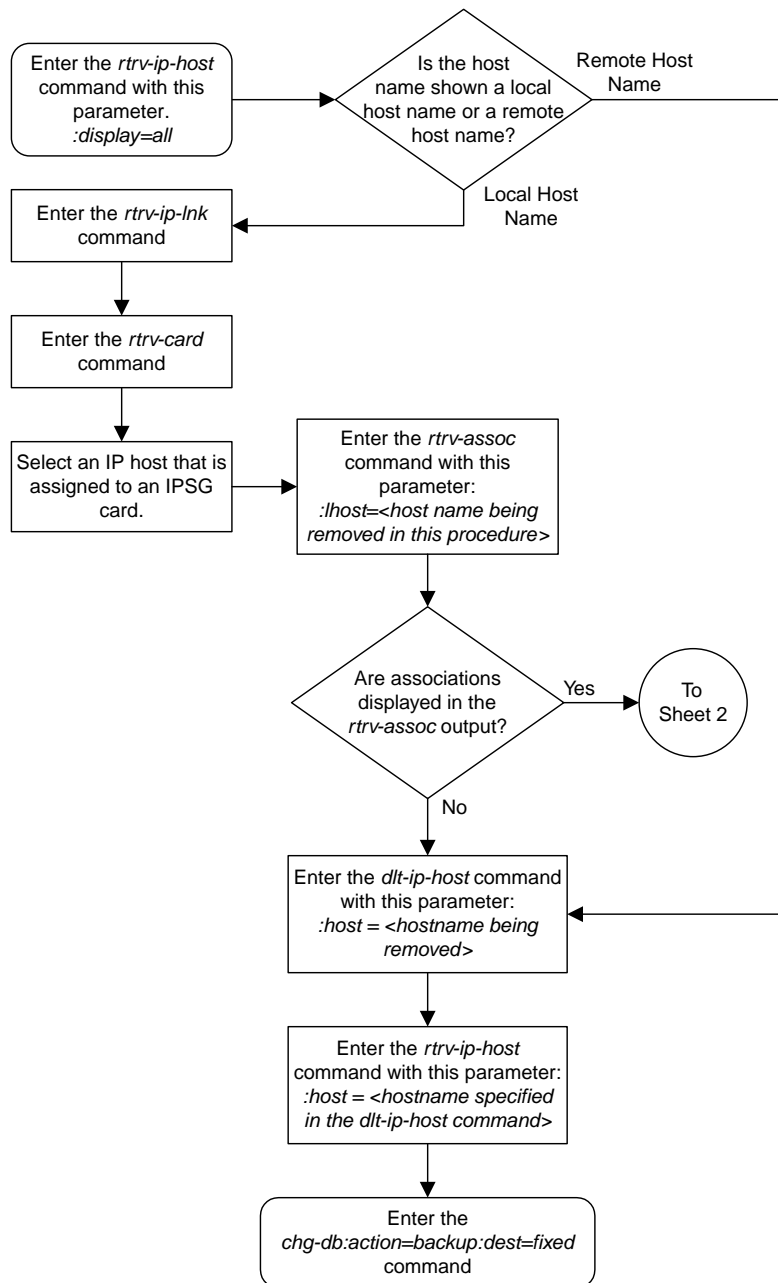 Enter the rtrv-ip-host
command with this
parameter.
:display=all
Is the host
name shown a local
host name or a remote
host name?
Remote Host
Name
Local Host
Name
Enter the rtrv-ip-lnk
command
Enter the rtrv-card
command
Select an IP host that is
assigned to an IPSG
card.
Enter the rtrv-assoc
command with this
parameter:
:lhost=<host name being
removed in this procedure>
Are associations
displayed in the
rtrv-assoc output?
Yes
To
Sheet 2
No
Enter the dlt-ip-host command
with this parameter:
:host = <hostname being
removed>
Enter the rtrv-ip-host
command with this parameter:
:host = <hostname specified
in the dlt-ip-host command>
Enter the
chg-db:action=backup:dest=fixed
command